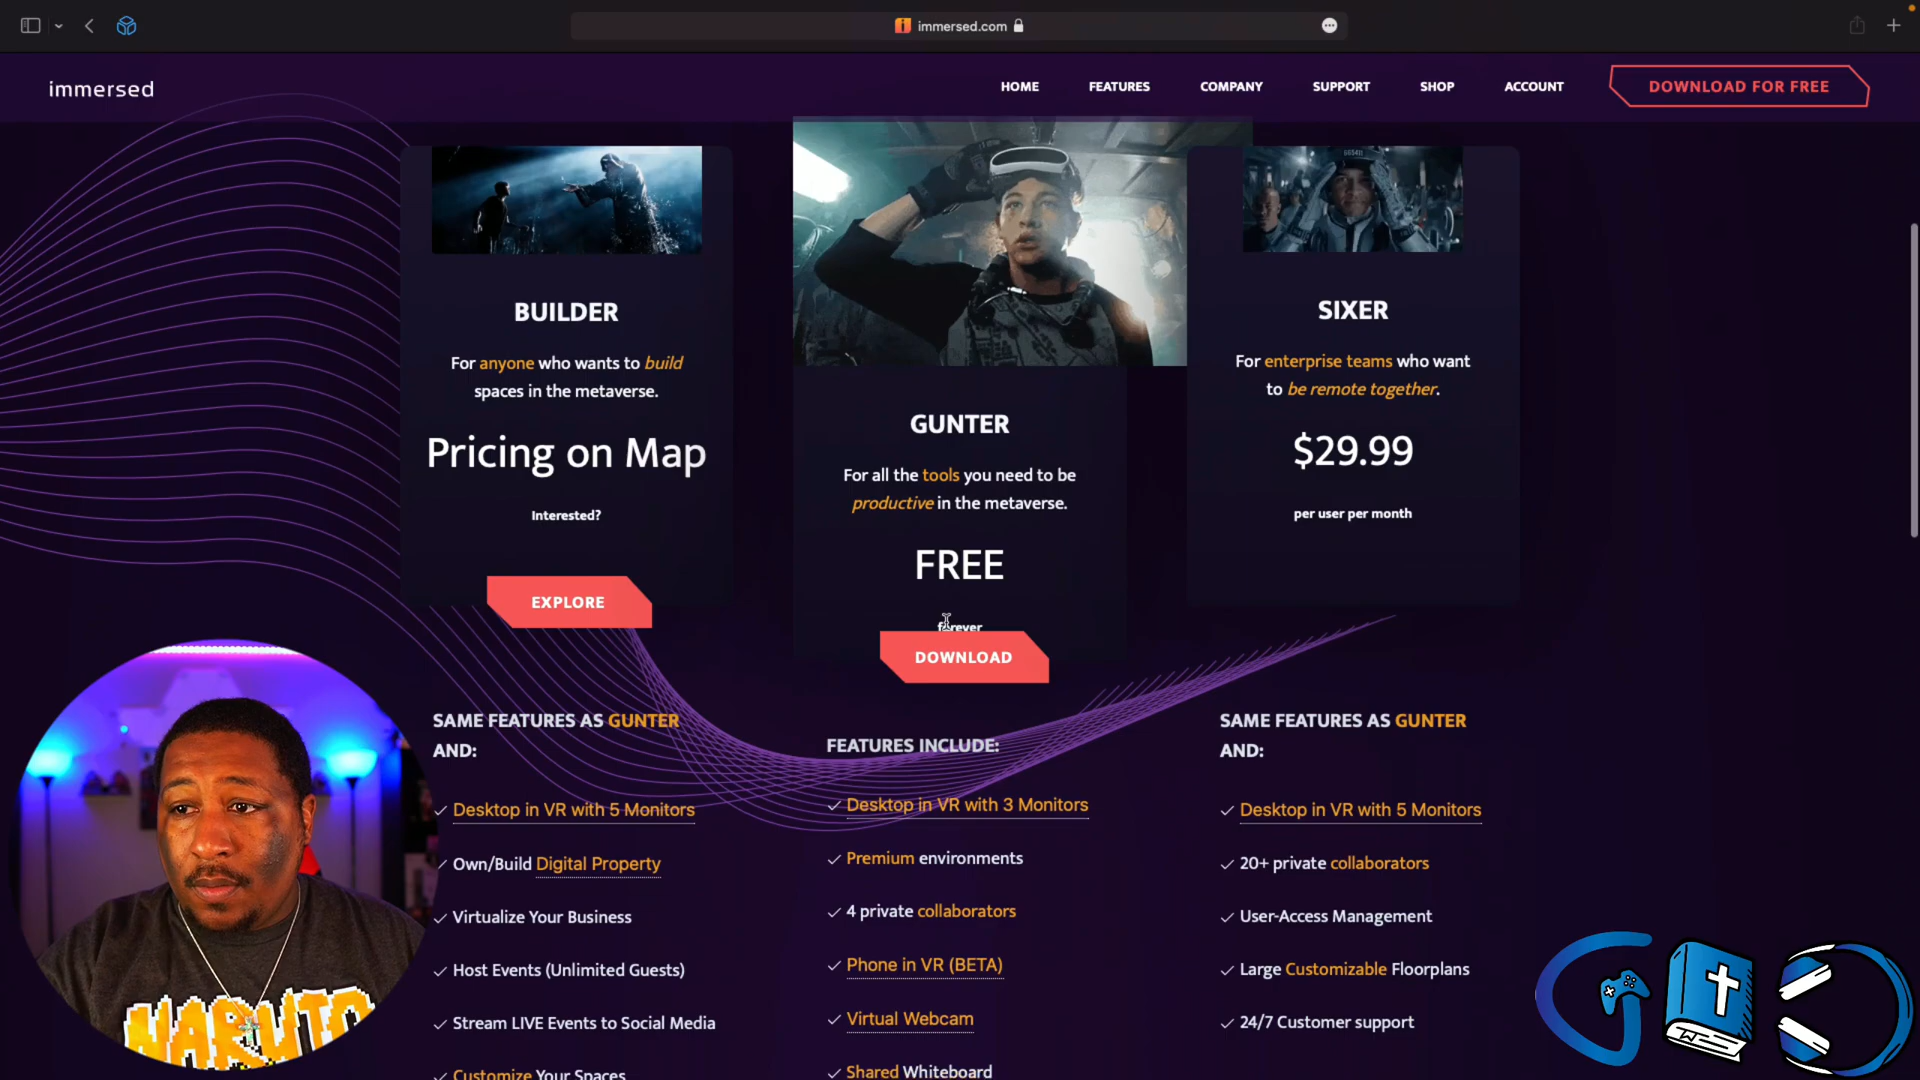 immersed.com
immersed
HOME
FEATURES
COMPANY
SUPPORT
SHOP
ACCOUNT
DOWNLOAD FOR FREE
BUILDER
For anyone who wants to build
spaces in the metaverse.
Pricing on Map
Interested?
EXPLORE
SAME FEATURES AS GUNTER
AND:
Desktop in VR with 5 Monitors
Own/Build Digital Property
Virtualize Your Business
Host Events (Unlimited Guests)
Stream LIVE Events to Social Media
Customize Your Spaces
GUNTER
For all the tools you need to be
productive in the metaverse.
FREE
forever
DOWNLOAD
FEATURES INCLUDE:
Desktop in VR with 3 Monitors
Premium environments
4 private collaborators
Phone in VR (BETA)
Virtual Webcam
Shared Whiteboard
SIXER
For enterprise teams who want
to be remote together.
$29.99
per user per month
SAME FEATURES AS GUNTER
AND:
Desktop in VR with 5 Monitors
20+ private collaborators
User-Access Management
Large Customizable Floorplans
24/7 Customer support
NARUTO